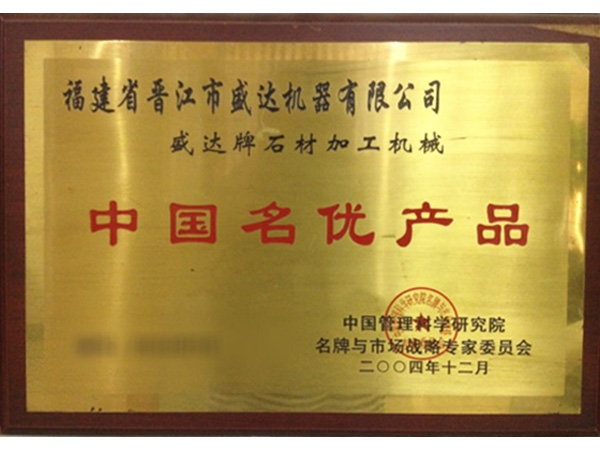 福建省晋江市盛达机器有限公司
盛达牌石材加工机械
中国名优产品
中国管理科学研究院
名牌与市场战略专家委员会
二〇〇四年十二月